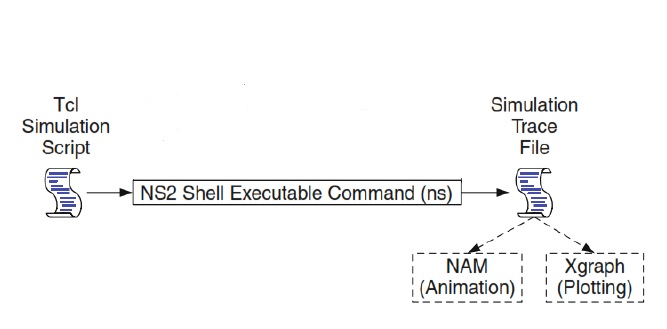 Tcl
Simulation
Script
NS2 Shell Executable Command (ns)
Simulation
Trace
File
NAM
(Animation)
Xgraph
(Plotting)